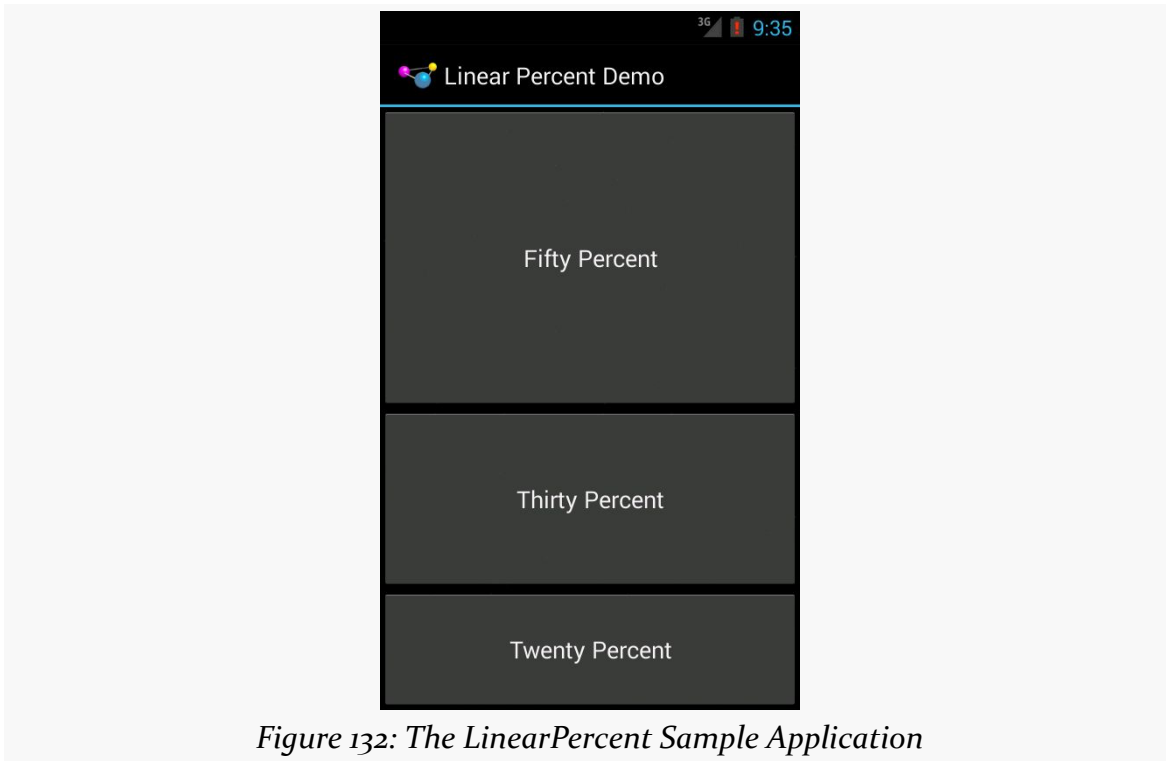 3G 9:35
Linear Percent Demo
Fifty Percent
Thirty Percent
Twenty Percent
Figure 132: The LinearPercent Sample Application